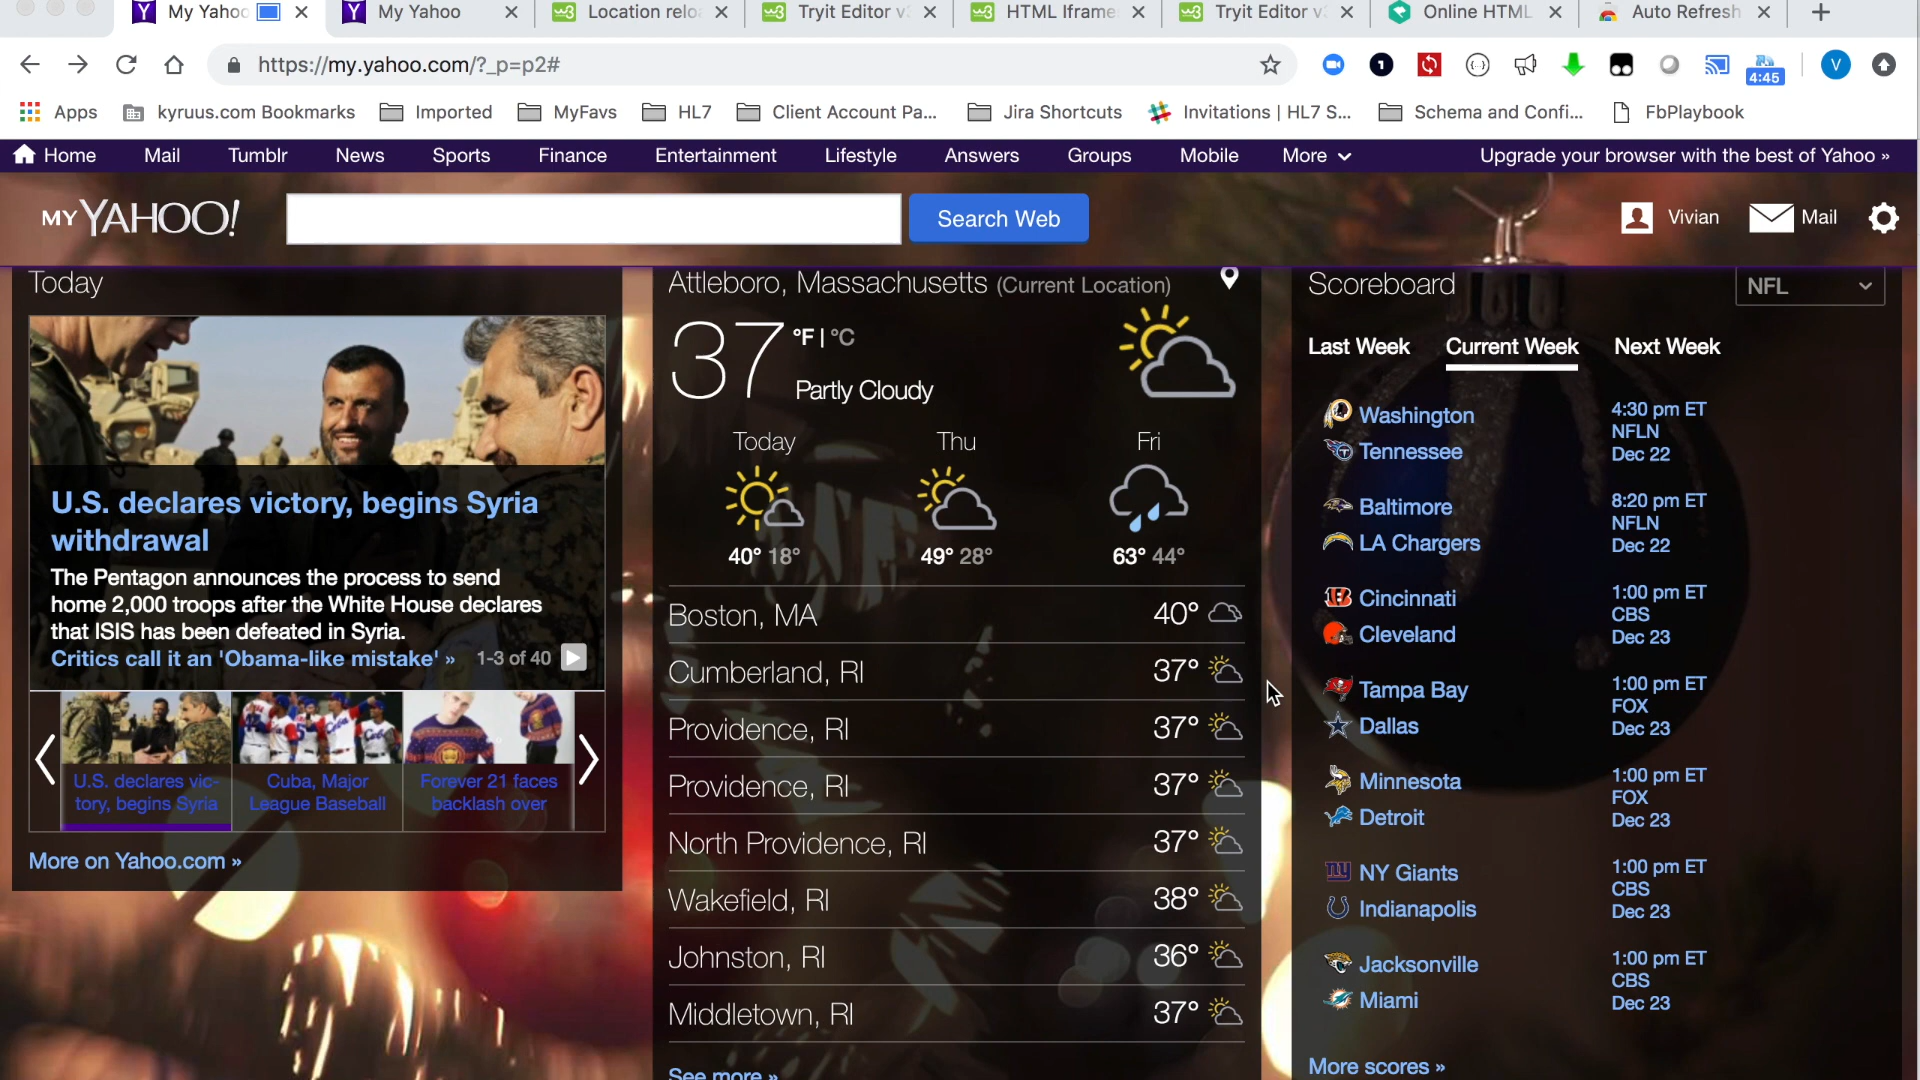 My Yahoo
My Yahoo
Location relo
Tryit Editor v
HTML Iframe
Tryit Editor v
Online HTML
Auto Refresh
https://my.yahoo.com/?_p=p2#
4:45
V
Apps
kyruus.com Bookmarks
Imported
MyFavs
HL7
Client Account Pa...
Jira Shortcuts
Invitations | HL7 S...
Schema and Confi...
FbPlaybook
Home Mail Tumblr News Sports Finance Entertainment Lifestyle Answers Groups Mobile More
Upgrade your browser with the best of Yahoo »
MY YAHOO!
Search Web
Vivian
Mail
Today
U.S. declares victory, begins Syria
withdrawal
The Pentagon announces the process to send
home 2,000 troops after the White House declares
that ISIS has been defeated in Syria.
Critics call it an 'Obama-like mistake' »
1-3 of 40
U.S. declares vic-
tory, begins Syria
Cuba, Major
League Baseball
Forever 21 faces
backlash over
More on Yahoo.com »
Attleboro, Massachusetts (Current Location)
37 °F | °C
Partly Cloudy
Today Thu Fri
40° 18° 49° 28° 63° 44°
Boston, MA 40°
Cumberland, RI 37°
Providence, RI 37°
Providence, RI 37°
North Providence, RI 37°
Wakefield, RI 38°
Johnston, RI 36°
Middletown, RI 37°
See more »
Scoreboard
NFL
Last Week Current Week Next Week
Washington
Tennessee
4:30 pm ET
NFLN
Dec 22
Baltimore
LA Chargers
8:20 pm ET
NFLN
Dec 22
Cincinnati
Cleveland
1:00 pm ET
CBS
Dec 23
Tampa Bay
Dallas
1:00 pm ET
FOX
Dec 23
Minnesota
Detroit
1:00 pm ET
FOX
Dec 23
NY Giants
Indianapolis
1:00 pm ET
CBS
Dec 23
Jacksonville
Miami
1:00 pm ET
CBS
Dec 23
More scores »